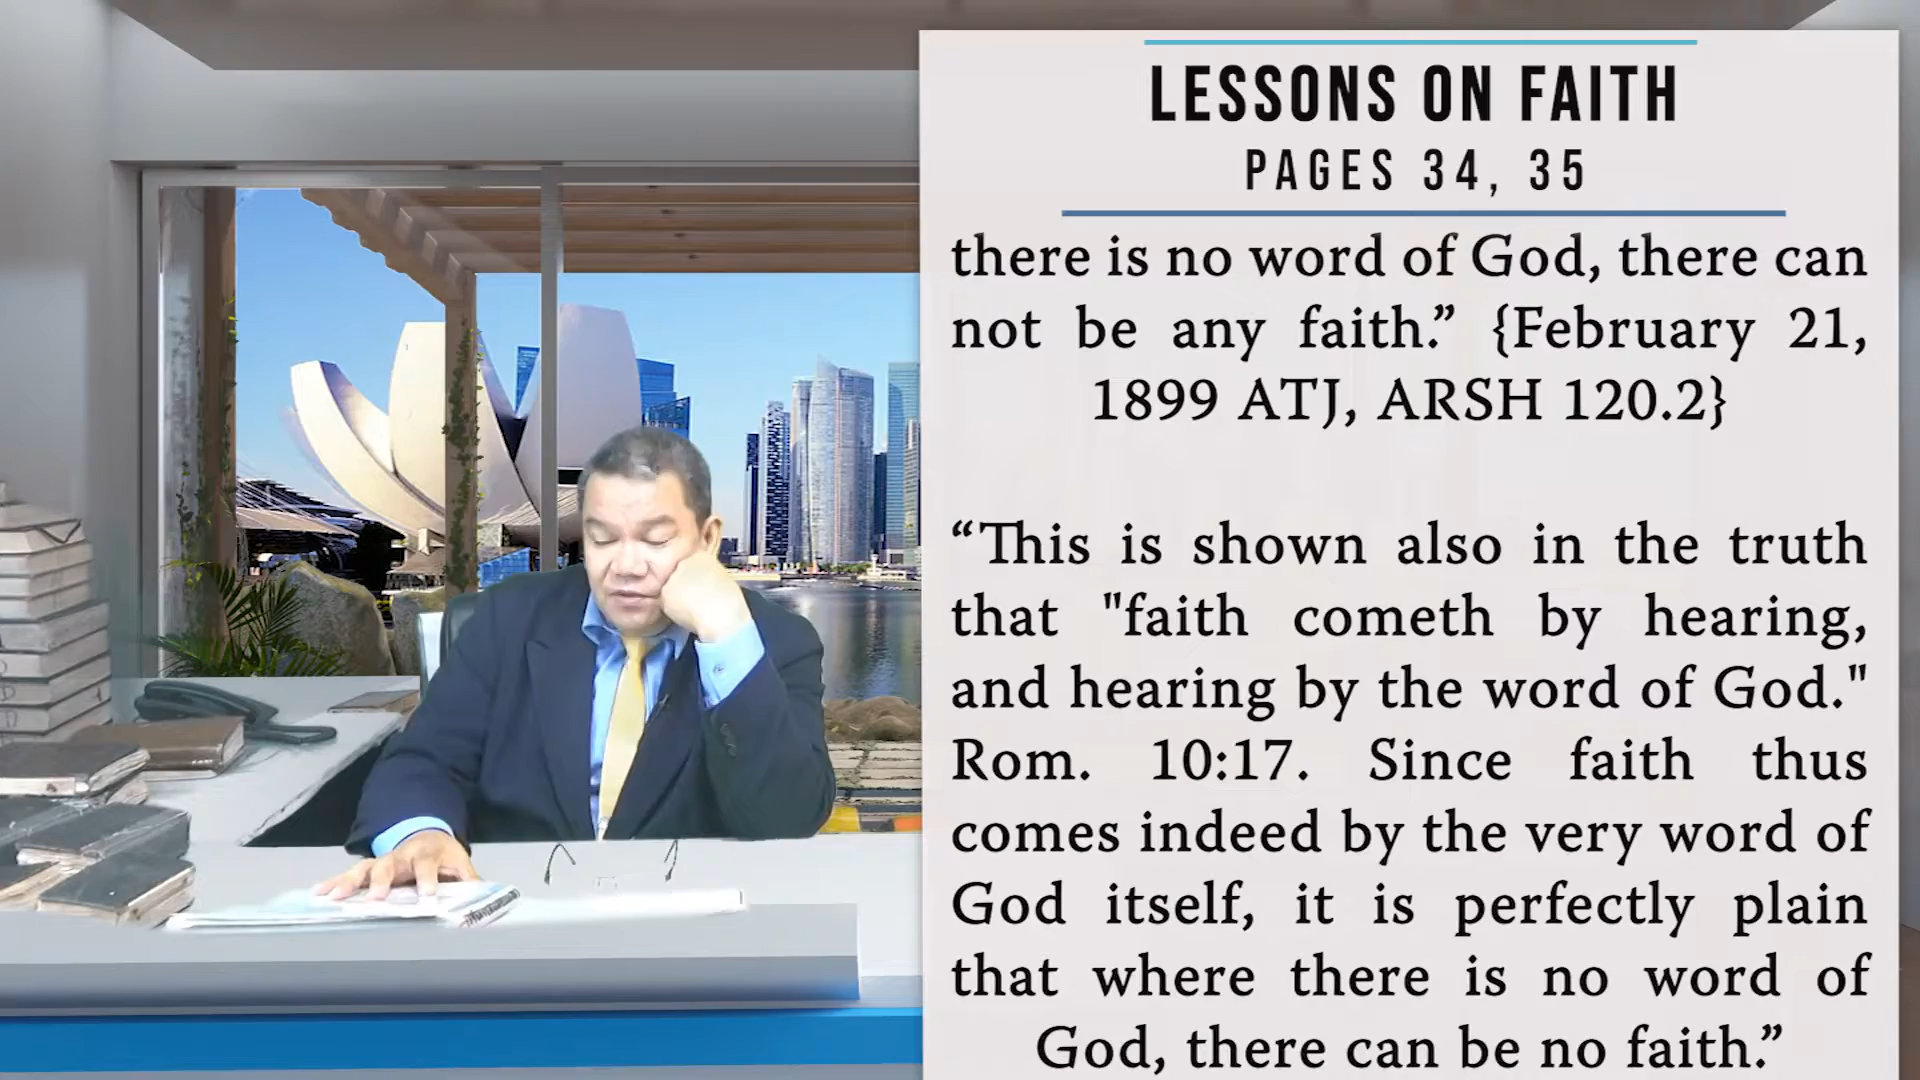 LESSONS ON FAITH
PAGES 34, 35
there is no word of God, there can
not be any faith.” {February 21,
1899 ATJ, ARSH 120.2}
“This is shown also in the truth
that "faith cometh by hearing,
and hearing by the word of God."
Rom. 10:17. Since faith thus
comes indeed by the very word of
God itself, it is perfectly plain
that where there is no word of
God, there can be no faith.”